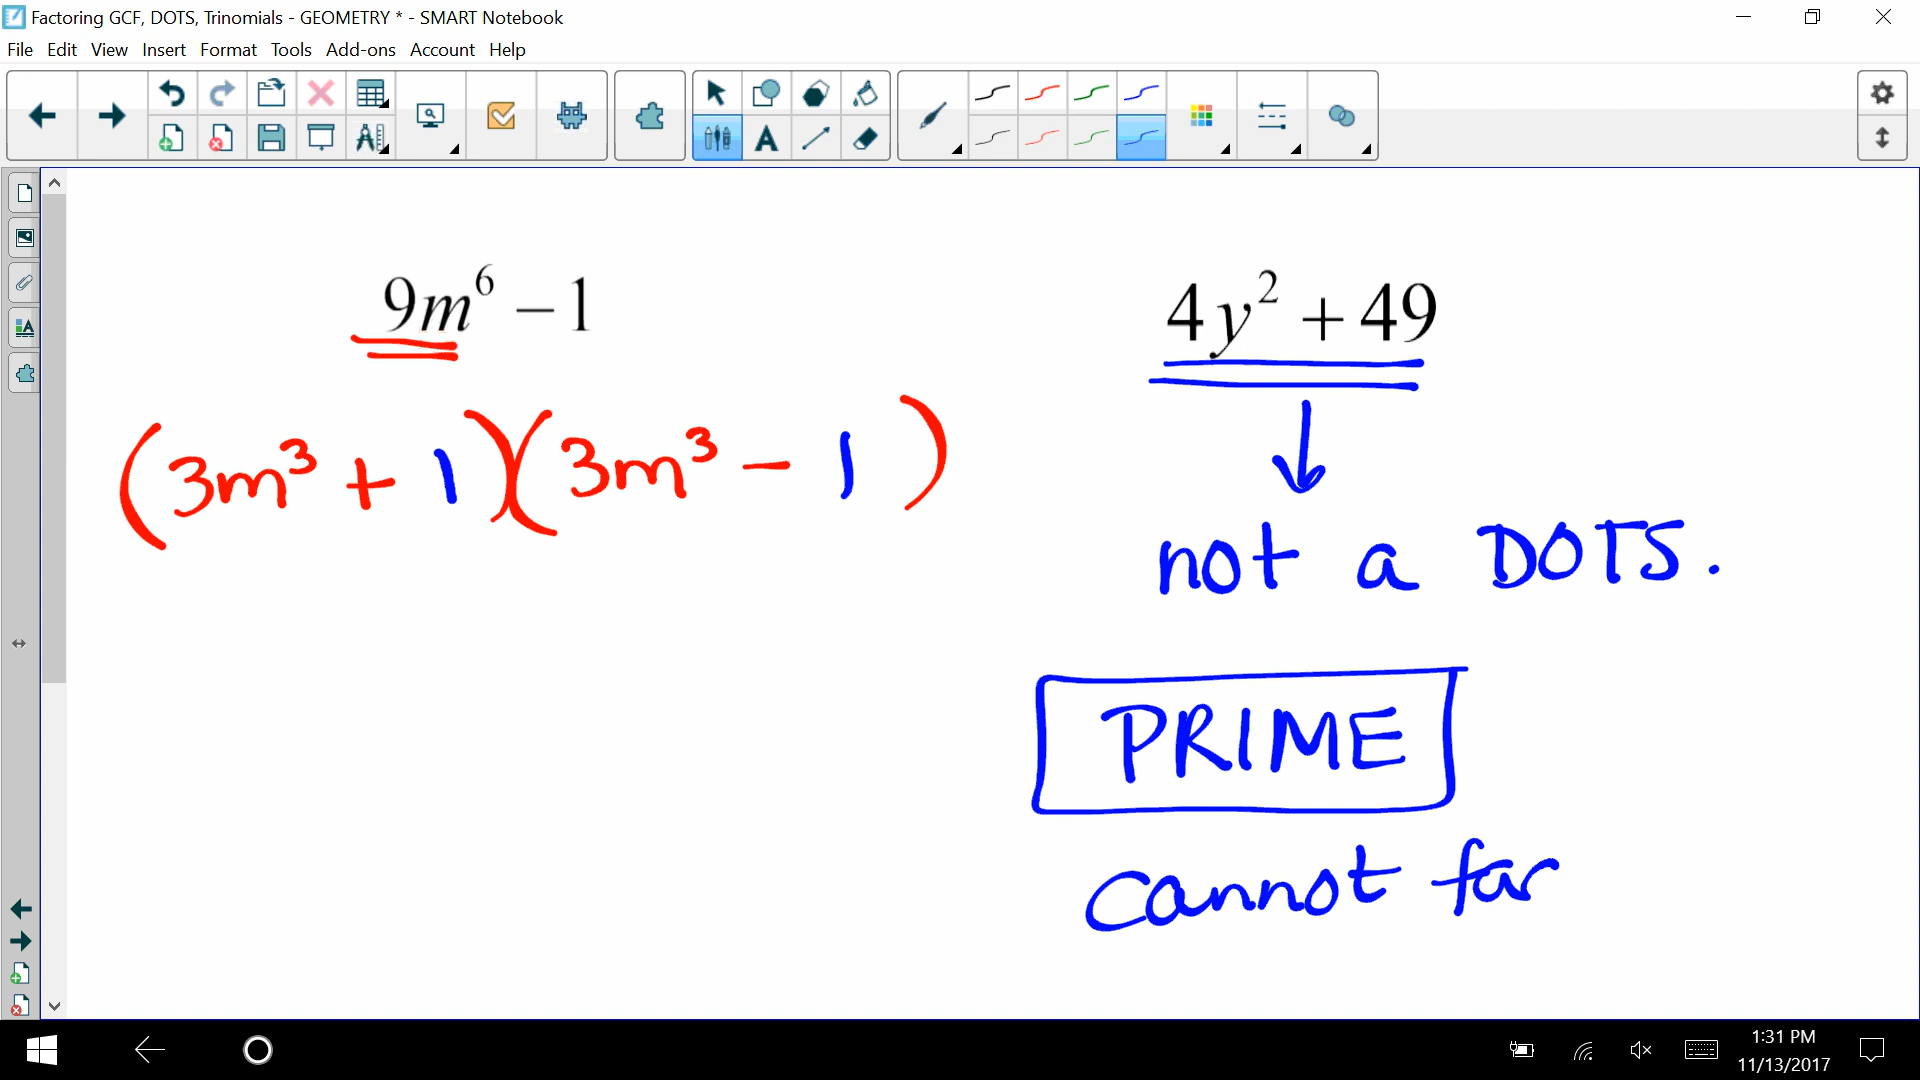 Factoring GCF, DOTS, Trinomials - GEOMETRY * - SMART Notebook
File Edit View Insert Format Tools Add-ons Account Help
9m⁶ − 1
4y² + 49
(3m³ + 1)(3m³ − 1)
not a DOTS.
PRIME
cannot far
1:31 PM
11/13/2017